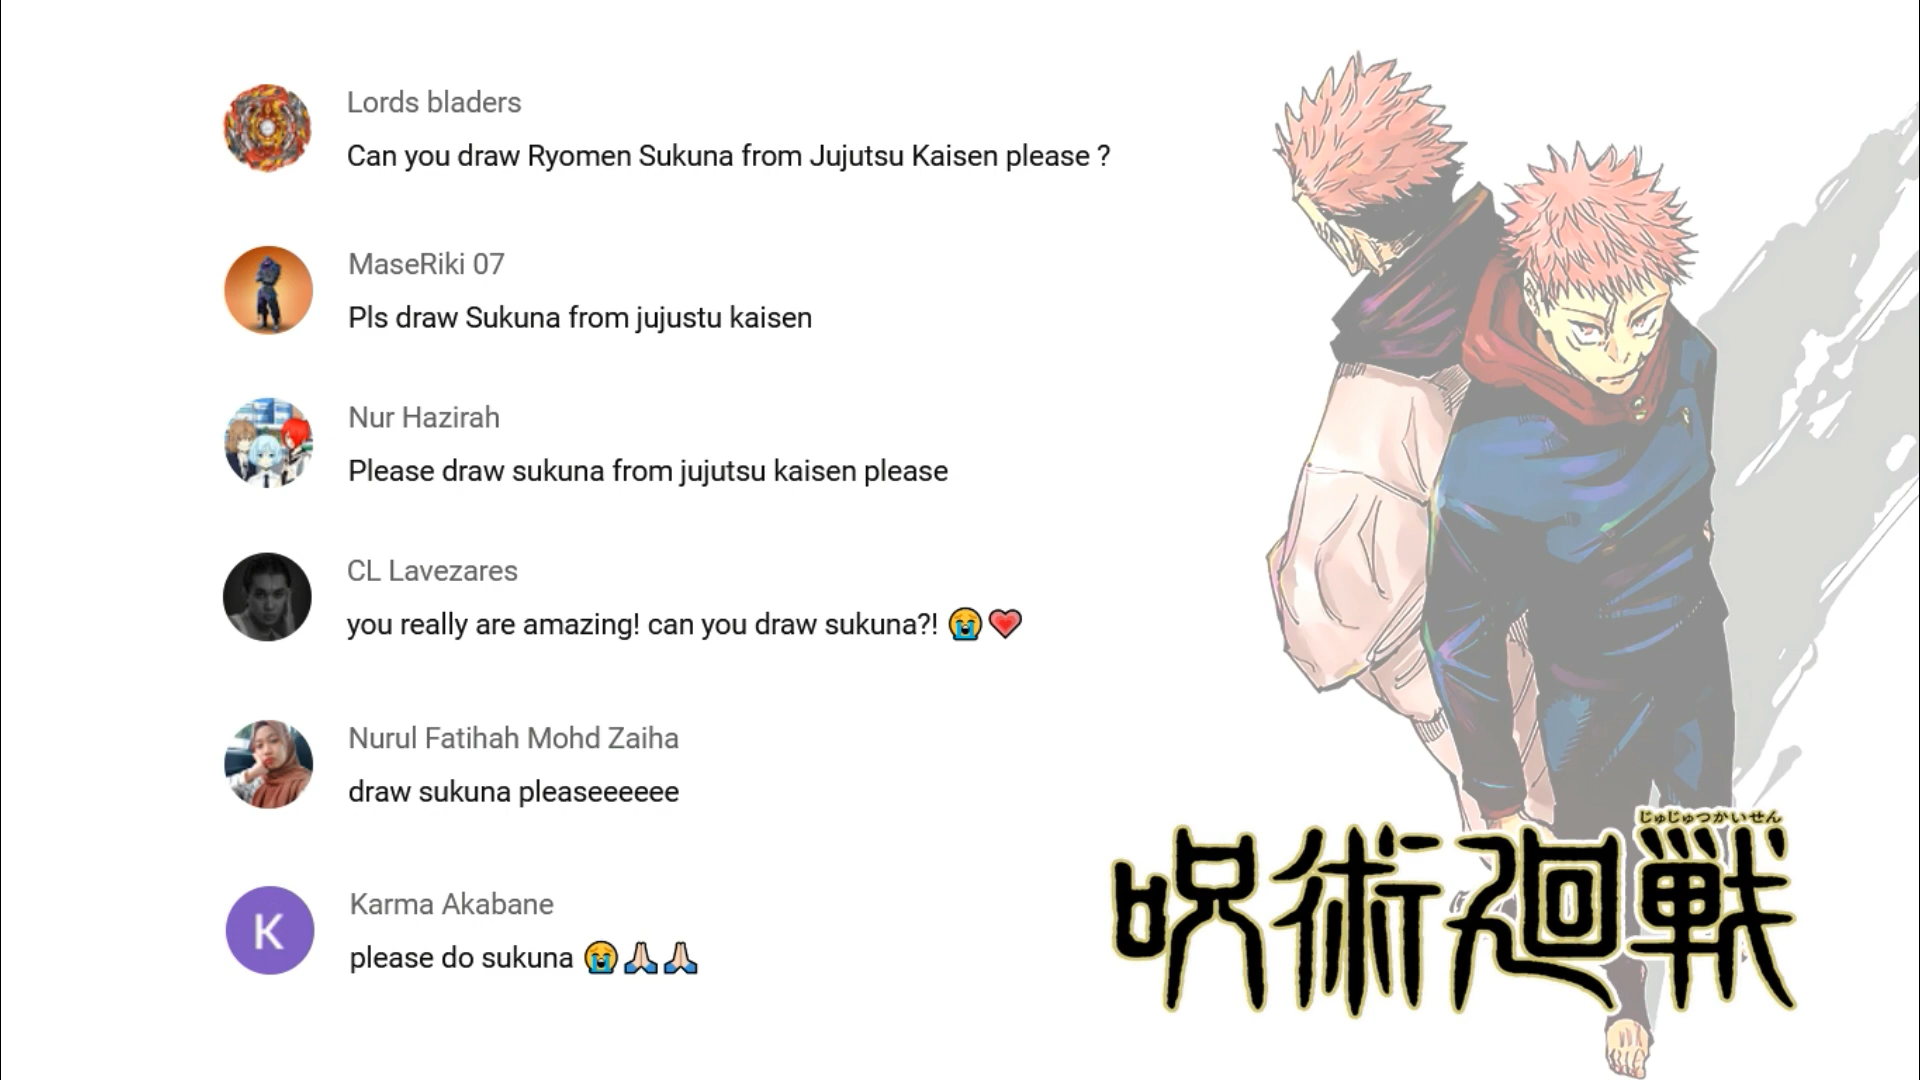 Lords bladers
Can you draw Ryomen Sukuna from Jujutsu Kaisen please ?
MaseRiki 07
Pls draw Sukuna from jujustu kaisen
Nur Hazirah
Please draw sukuna from jujutsu kaisen please
CL Lavezares
you really are amazing! can you draw sukuna?! 😭❤️
Nurul Fatihah Mohd Zaiha
draw sukuna pleaseeeeee
K
Karma Akabane
please do sukuna 😭🙏🏻🙏🏻
じゅじゅつかいせん
呪術廻戦